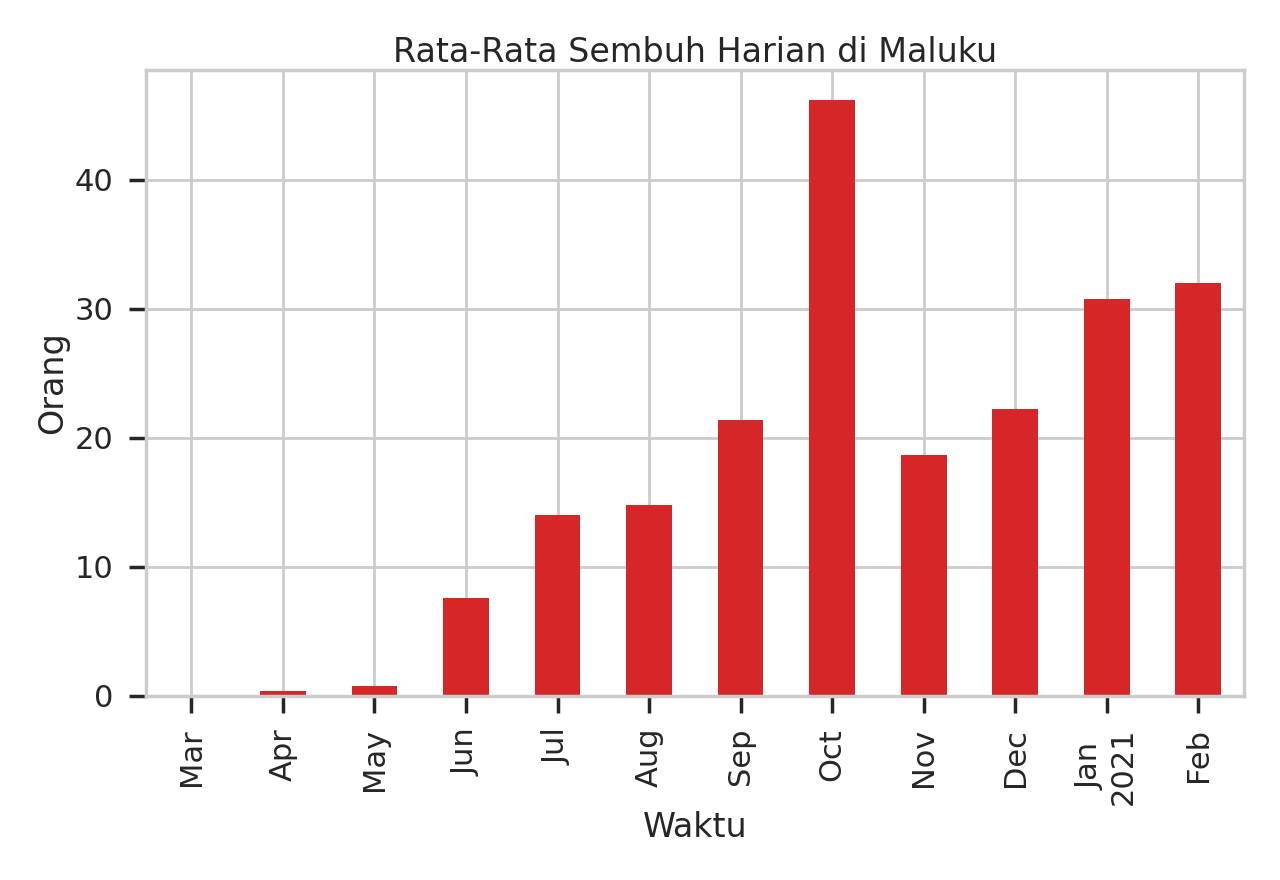 Rata-Rata Sembuh Harian di Maluku
Orang
40
30
20
10
0
Mar
Apr
May
Jun
Jul
Aug
Sep
Oct
Nov
Dec
Jan
2021
Feb
Waktu